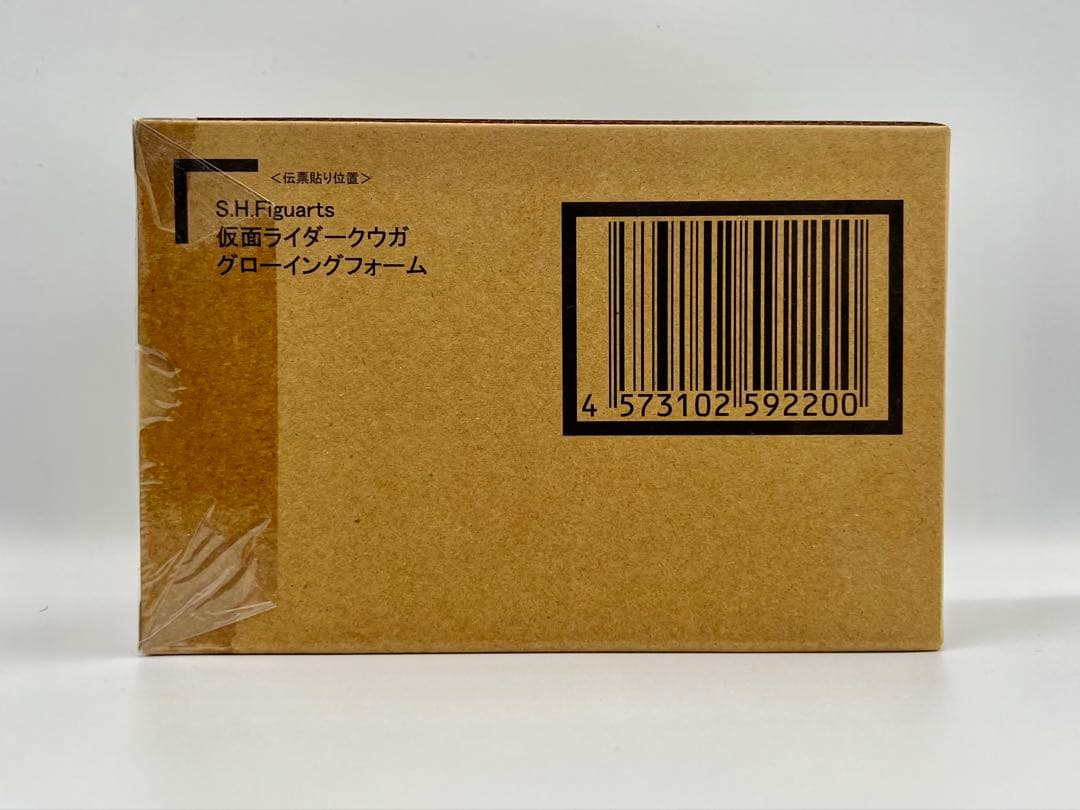 <伝票貼り位置>
S.H.Figuarts
仮面ライダークウガ
グローイングフォーム
4 573102 592200